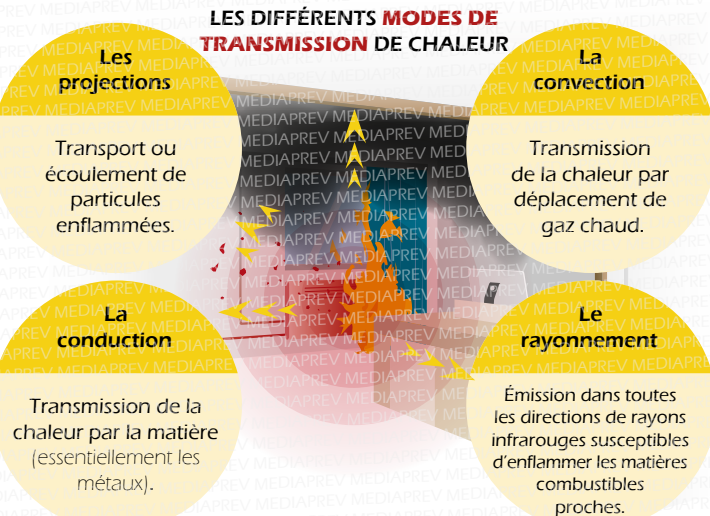 LES DIFFÉRENTS MODES DE
TRANSMISSION DE CHALEUR
Les
projections
Transport ou
écoulement de
particules
enflammées.
La
convection
Transmission
de la chaleur par
déplacement de
gaz chaud.
La
conduction
Transmission de la
chaleur par la matière
(essentiellement les
métaux).
Le
rayonnement
Émission dans toutes
les directions de rayons
infrarouges susceptibles
d'enflammer les matières
combustibles
proches.
MEDIAPREV